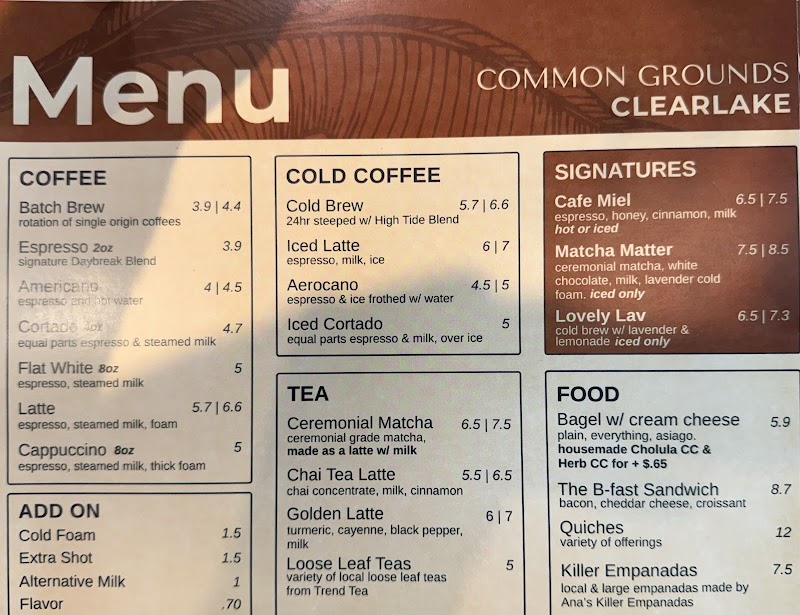 Menu
COMMON GROUNDS
CLEARLAKE
COFFEE
Batch Brew 3.9 | 4.4
rotation of single origin coffees
Espresso 2oz 3.9
signature Daybreak Blend
Americano 4 | 4.5
espresso and hot water
Cortado 4oz 4.7
equal parts espresso & steamed milk
Flat White 8oz 5
espresso, steamed milk
Latte 5.7 | 6.6
espresso, steamed milk, foam
Cappuccino 8oz 5
espresso, steamed milk, thick foam
ADD ON
Cold Foam 1.5
Extra Shot 1.5
Alternative Milk 1
Flavor .70
COLD COFFEE
Cold Brew 5.7 | 6.6
24hr steeped w/ High Tide Blend
Iced Latte 6 | 7
espresso, milk, ice
Aerocano 4.5 | 5
espresso & ice frothed w/ water
Iced Cortado 5
equal parts espresso & milk, over ice
TEA
Ceremonial Matcha 6.5 | 7.5
ceremonial grade matcha,
made as a latte w/ milk
Chai Tea Latte 5.5 | 6.5
chai concentrate, milk, cinnamon
Golden Latte 6 | 7
turmeric, cayenne, black pepper,
milk
Loose Leaf Teas 5
variety of local loose leaf teas
from Trend Tea
SIGNATURES
Cafe Miel 6.5 | 7.5
espresso, honey, cinnamon, milk
hot or iced
Matcha Matter 7.5 | 8.5
ceremonial matcha, white
chocolate, milk, lavender cold
foam. iced only
Lovely Lav 6.5 | 7.3
cold brew w/ lavender &
lemonade iced only
FOOD
Bagel w/ cream cheese 5.9
plain, everything, asiago.
housemade Cholula CC &
Herb CC for + $.65
The B-fast Sandwich 8.7
bacon, cheddar cheese, croissant
Quiches 12
variety of offerings
Killer Empanadas 7.5
local & large empanadas made by
Ana's Killer Empanadas